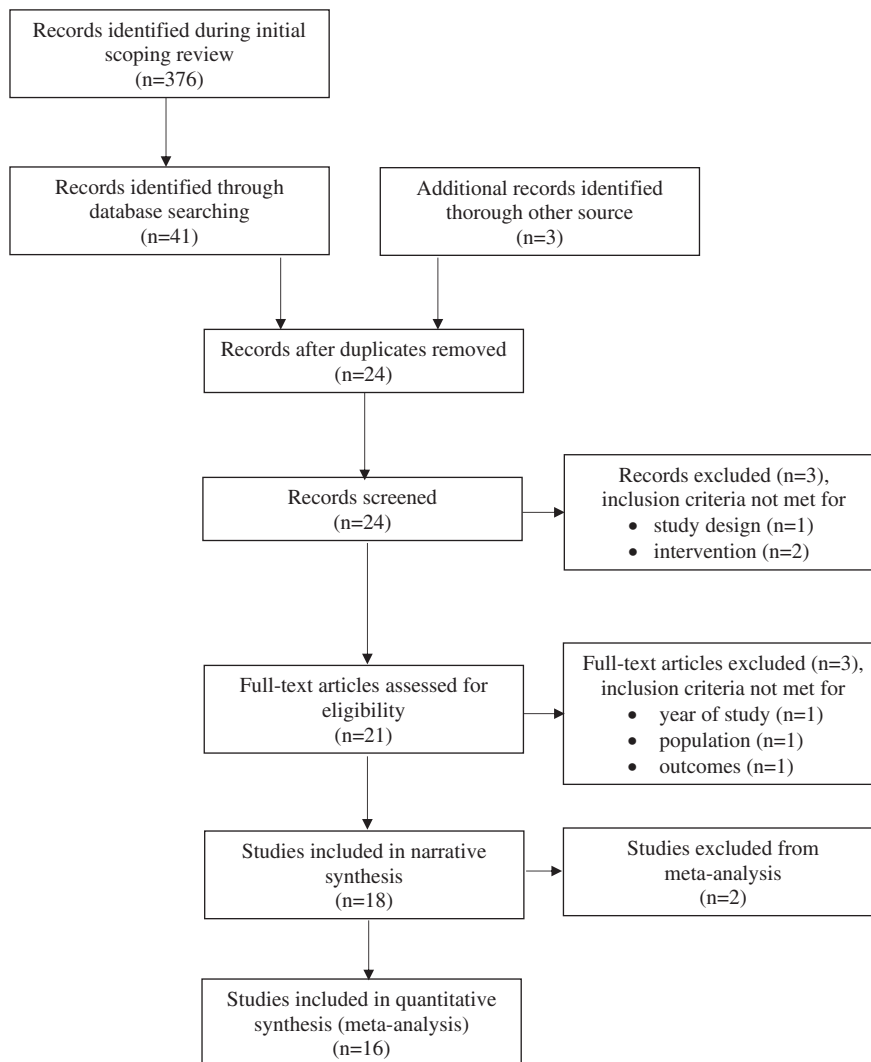 Records identified during initial
scoping review
(n=376)
Records identified through
database searching
(n=41)
Additional records identified
thorough other source
(n=3)
Records after duplicates removed
(n=24)
Records screened
(n=24)
Records excluded (n=3),
inclusion criteria not met for
• study design (n=1)
• intervention (n=2)
Full-text articles assessed for
eligibility
(n=21)
Full-text articles excluded (n=3),
inclusion criteria not met for
• year of study (n=1)
• population (n=1)
• outcomes (n=1)
Studies included in narrative
synthesis
(n=18)
Studies excluded from
meta-analysis
(n=2)
Studies included in quantitative
synthesis (meta-analysis)
(n=16)